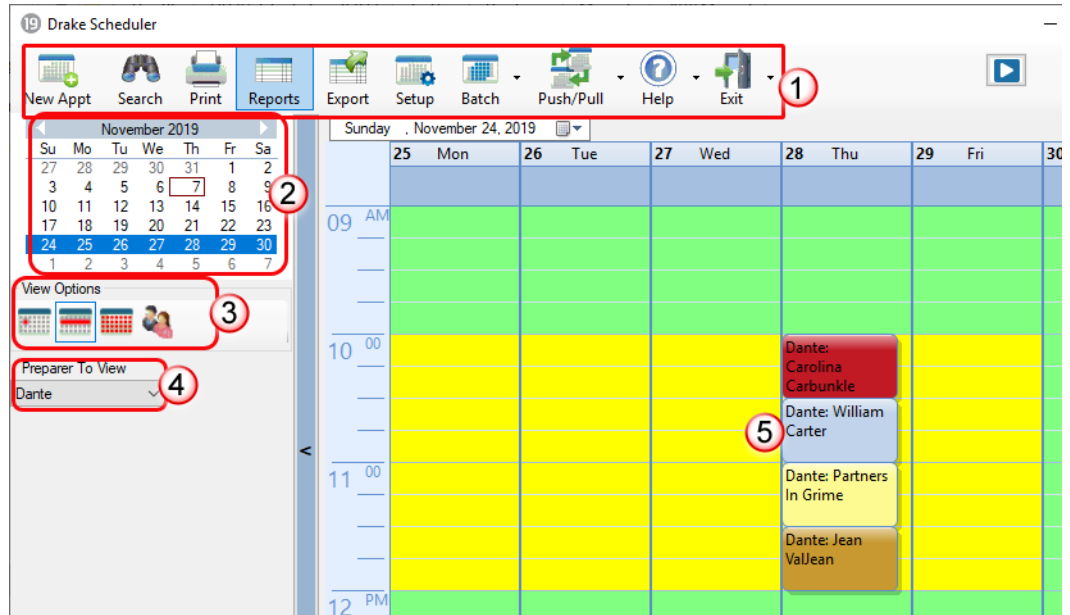 19 Drake Scheduler
New Appt Search Print Reports Export Setup Batch Push/Pull Help Exit
1
November 2019
Su Mo Tu We Th Fr Sa
27 28 29 30 31 1 2
3 4 5 6 7 8 9
10 11 12 13 14 15 16
17 18 19 20 21 22 23
24 25 26 27 28 29 30
1 2 3 4 5 6 7
2
View Options
3
Preparer To View
Dante
4
<
Sunday , November 24, 2019
25 Mon 26 Tue 27 Wed 28 Thu 29 Fri 30
09 AM
10 00
Dante:
Carolina
Carbunkle
Dante: William
Carter
5
11 00
Dante: Partners
In Grime
Dante: Jean
ValJean
12 PM